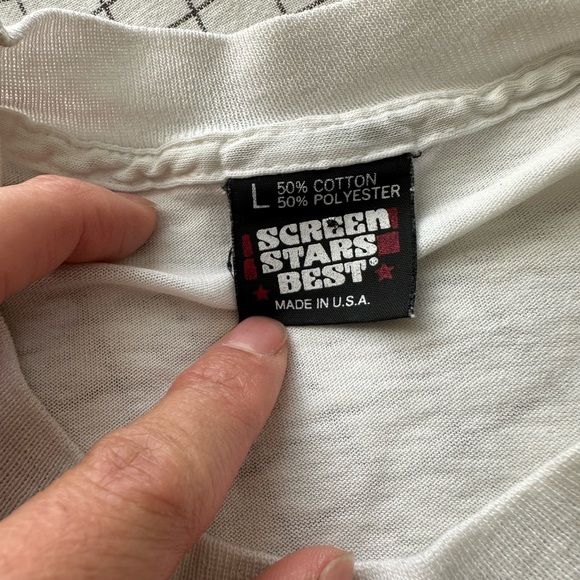 L 50% COTTON
50% POLYESTER
SCREEN
STARS
BEST®
MADE IN U.S.A.